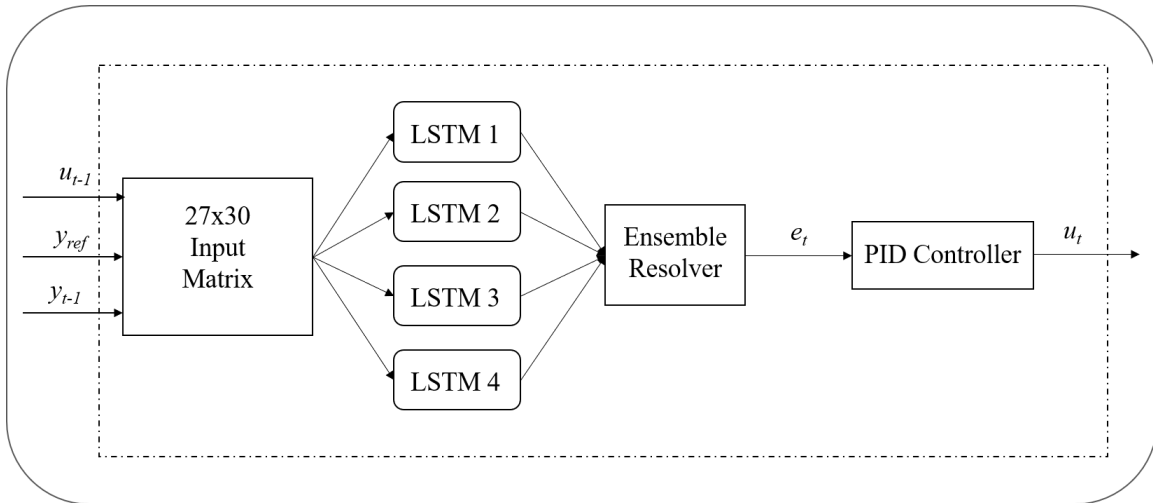 u_{t-1}
y_{ref}
y_{t-1}
27x30
Input
Matrix
LSTM 1
LSTM 2
LSTM 3
LSTM 4
Ensemble
Resolver
e_t
PID Controller
u_t